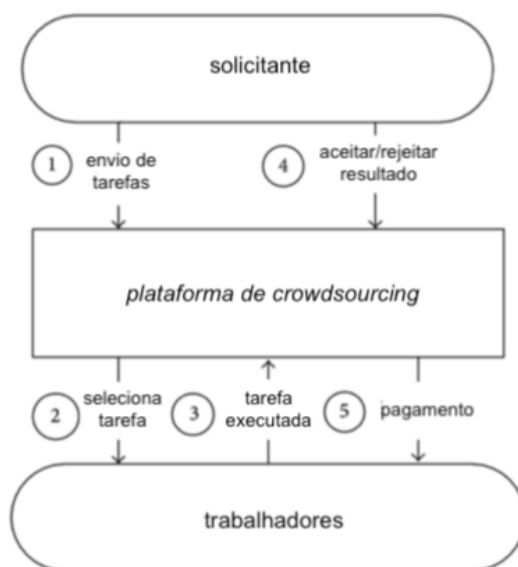 solicitante
1
envio de
tarefas
4
aceitar/rejeitar
resultado
plataforma de crowdsourcing
2
seleciona
tarefa
3
tarefa
executada
5
pagamento
trabalhadores